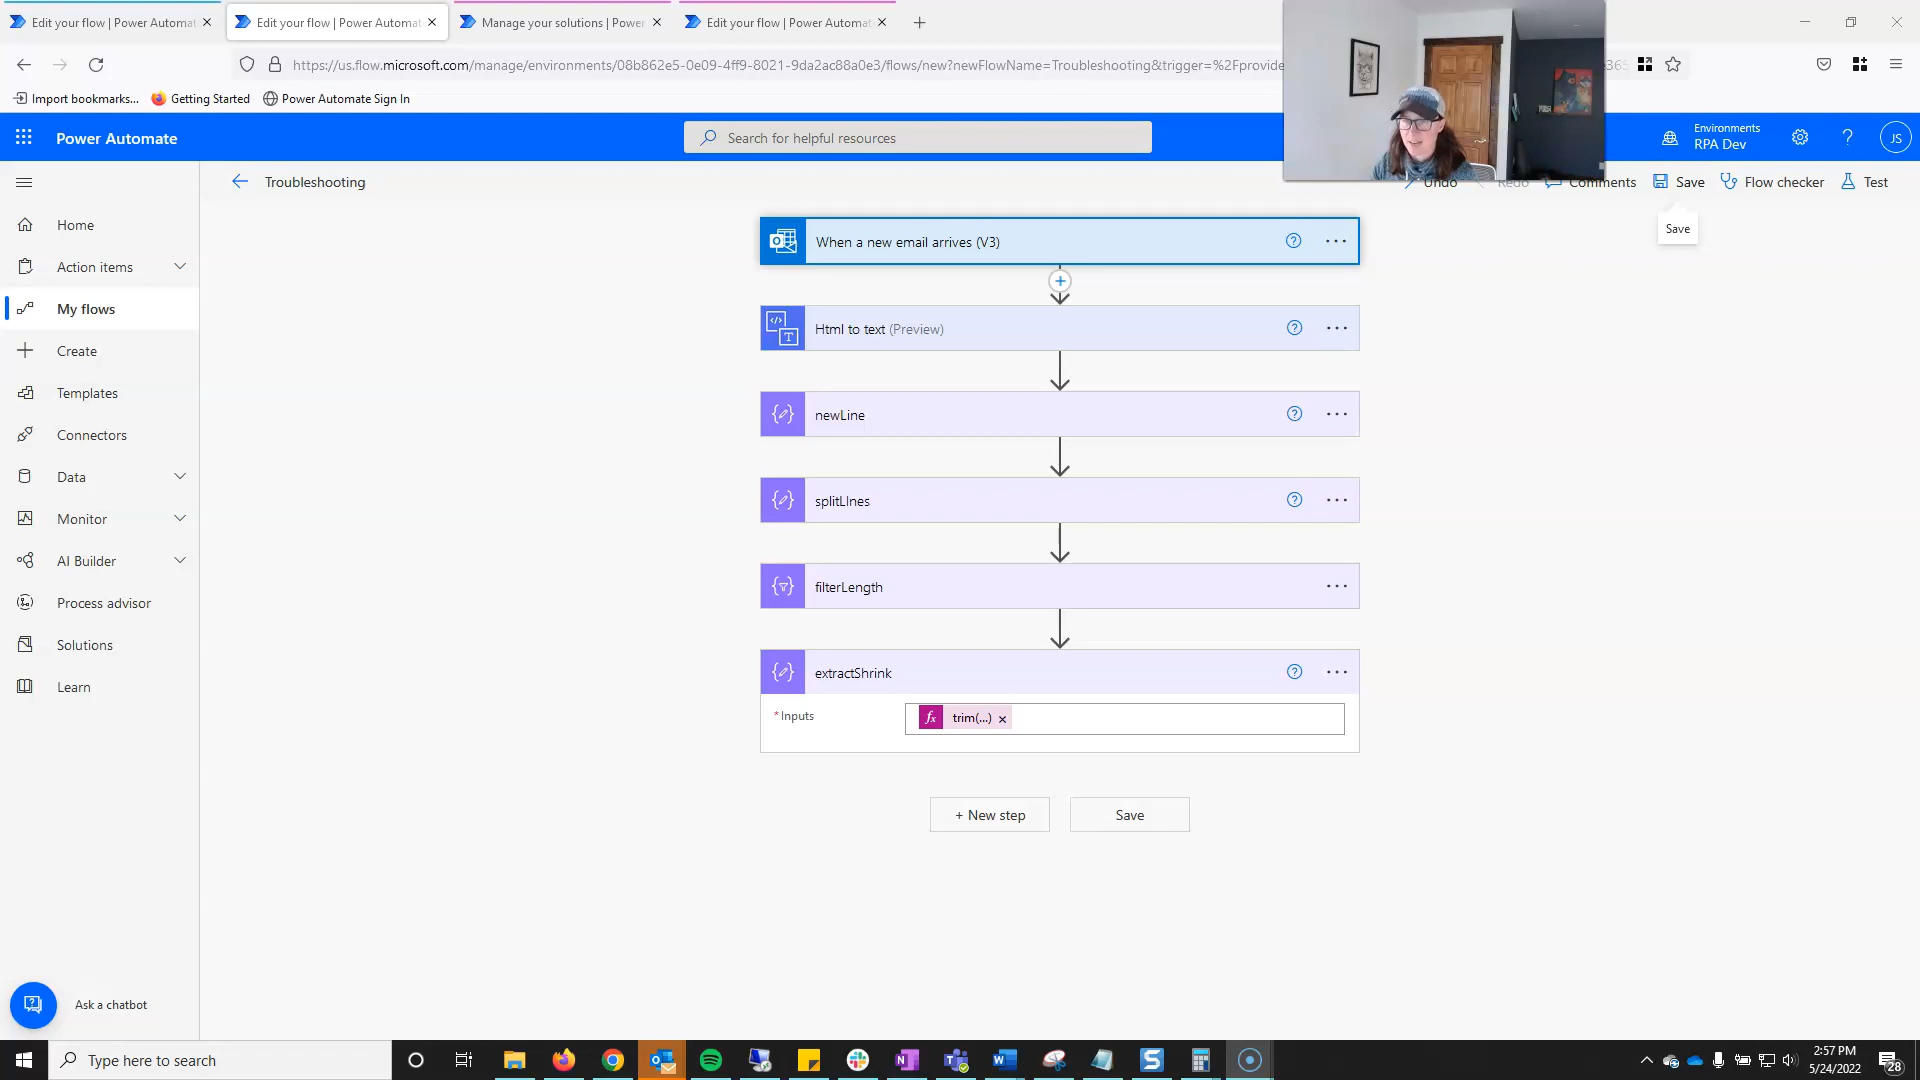 Edit your flow | Power Automat
Edit your flow | Power Automat
Manage your solutions | Power
Edit your flow | Power Automat
https://us.flow.microsoft.com/manage/environments/08b862e5-0e09-4ff9-8021-9da2ac88a0e3/flows/new?newFlowName=Troubleshooting&trigger=%2Fprovide
Import bookmarks...
Getting Started
Power Automate Sign In
Power Automate
Search for helpful resources
Environments
RPA Dev
JS
Troubleshooting
Undo
Redo
Comments
Save
Flow checker
Test
Save
Home
Action items
My flows
Create
Templates
Connectors
Data
Monitor
AI Builder
Process advisor
Solutions
Learn
When a new email arrives (V3)
Html to text (Preview)
newLine
splitLInes
filterLength
extractShrink
* Inputs
fx trim(...) ×
+ New step
Save
Ask a chatbot
Type here to search
2:57 PM
5/24/2022
28